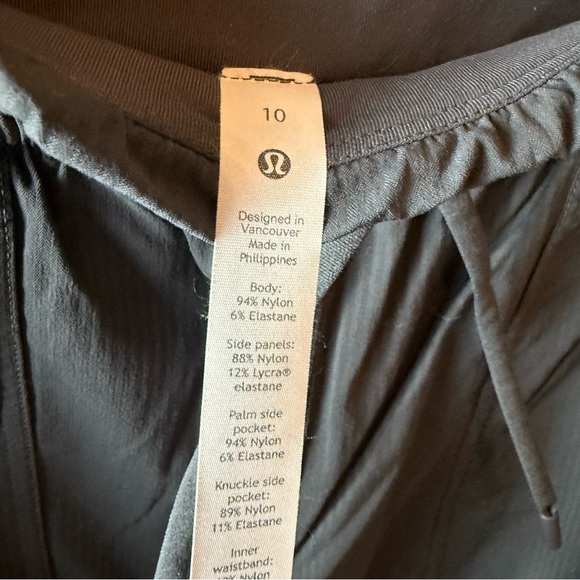 10
Designed in
Vancouver
Made in
Philippines
Body:
94% Nylon
6% Elastane
Side panels:
88% Nylon
12% Lycra®
elastane
Palm side
pocket:
94% Nylon
6% Elastane
Knuckle side
pocket:
89% Nylon
11% Elastane
Inner
waistband:
Nylon